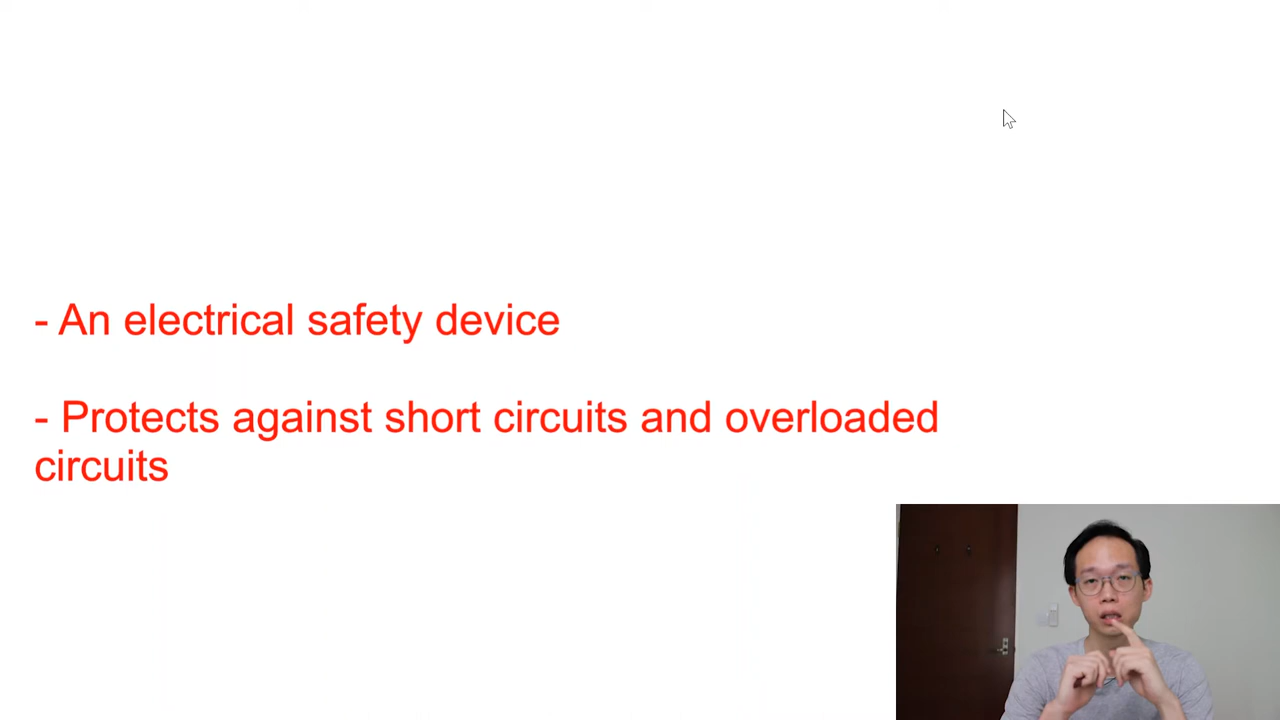 - An electrical safety device
- Protects against short circuits and overloaded
circuits